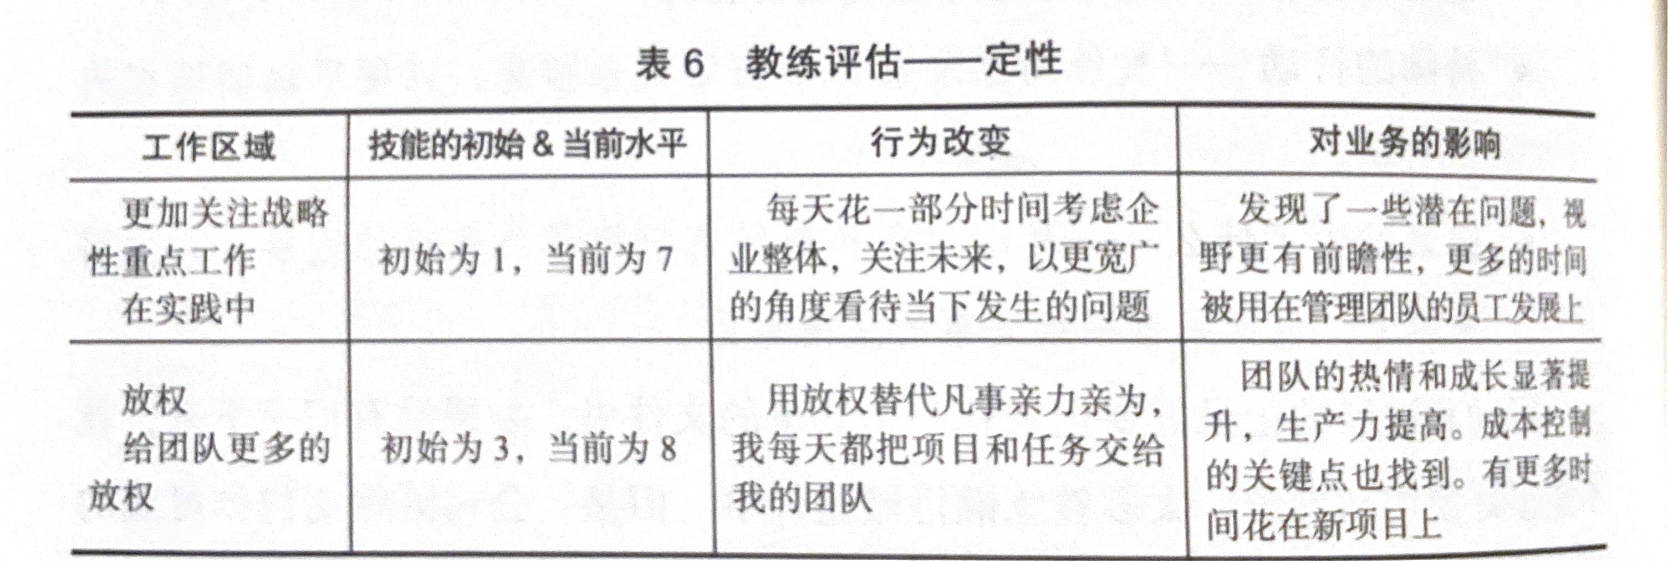 表 6　教练评估——定性
工作区域
技能的初始 & 当前水平
行为改变
对业务的影响
更加关注战略
性重点工作
在实践中
初始为 1，当前为 7
每天花一部分时间考虑企
业整体，关注未来，以更宽广
的角度看待当下发生的问题
发现了一些潜在问题，视
野更有前瞻性，更多的时间
被用在管理团队的员工发展上
放权
给团队更多的
放权
初始为 3，当前为 8
用放权替代凡事亲力亲为，
我每天都把项目和任务交给
我的团队
团队的热情和成长显著提
升，生产力提高。成本控制
的关键点也找到。有更多时
间花在新项目上